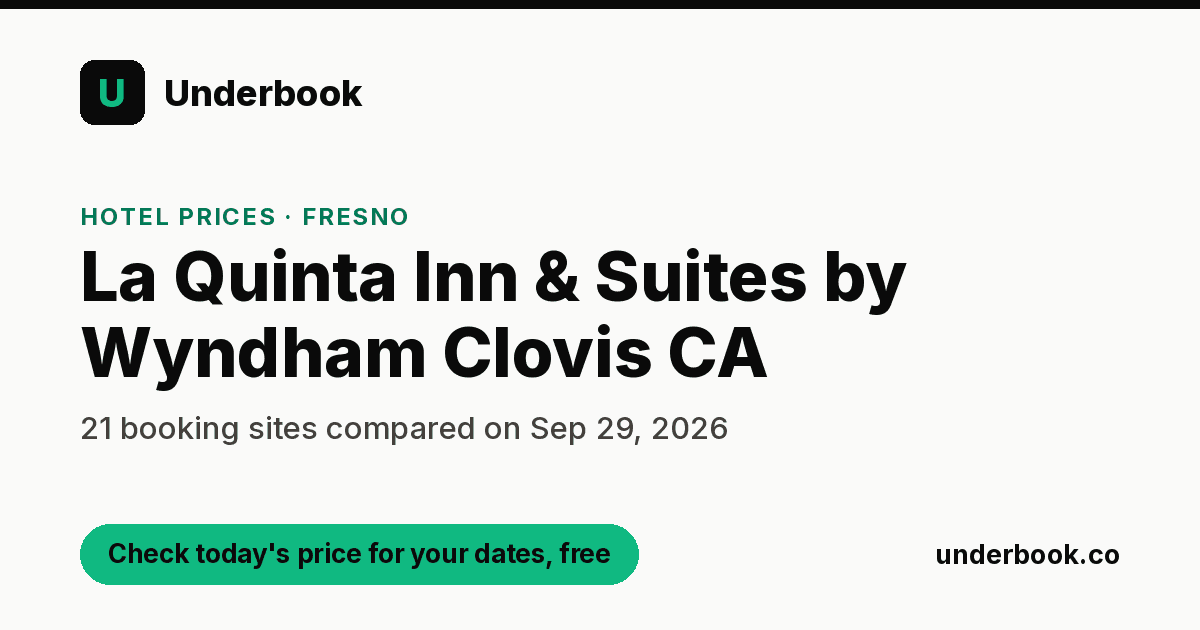 U Underbook
HOTEL PRICES · FRESNO
La Quinta Inn & Suites by
Wyndham Clovis CA
21 booking sites compared on Sep 29, 2026
Check today's price for your dates, free
underbook.co